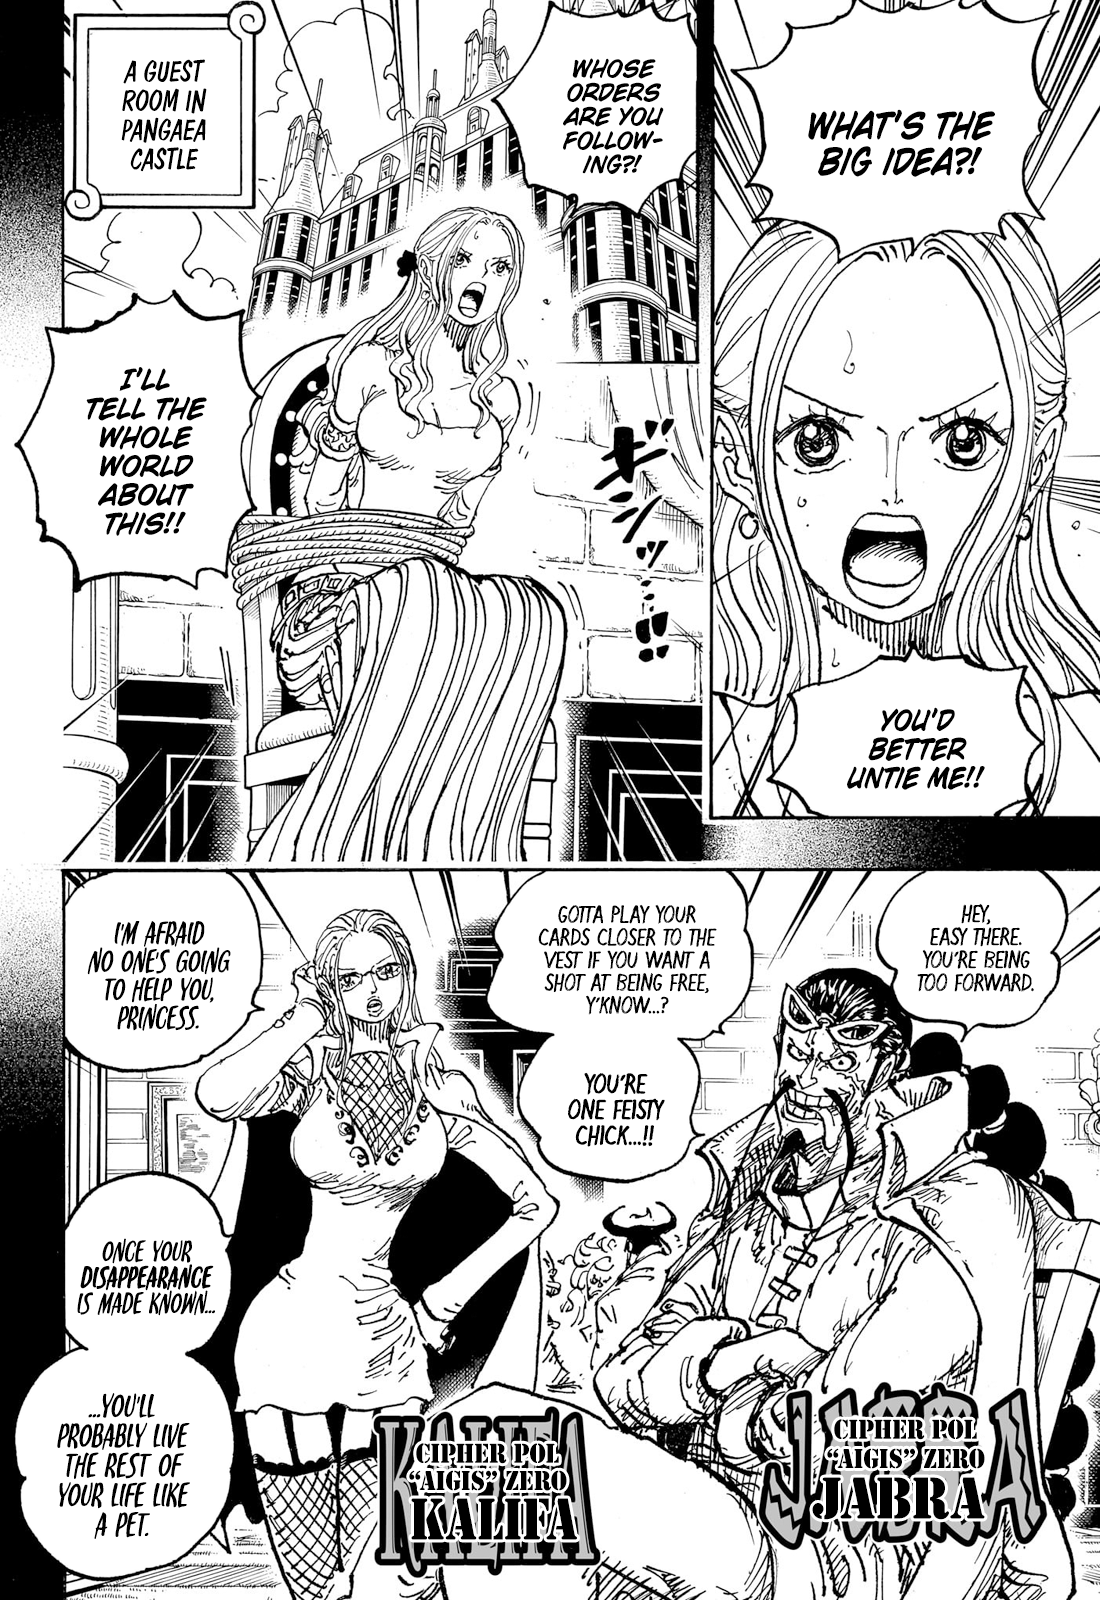 WHAT'S THE
BIG IDEA?!
YOU'D
BETTER
UNTIE ME!!
A GUEST
ROOM IN
PANGAEA
CASTLE
WHOSE
ORDERS
ARE YOU
FOLLOW-
ING?!
I'LL
TELL THE
WHOLE
WORLD
ABOUT
THIS!!
ギシッ…!!
HEY,
EASY THERE.
YOU'RE BEING
TOO FORWARD.
GOTTA PLAY YOUR
CARDS CLOSER TO THE
VEST IF YOU WANT A
SHOT AT BEING FREE,
Y'KNOW...?
YOU'RE
ONE FEISTY
CHICK...!!
JABRA
CIPHER POL
"AIGIS" ZERO
JABRA
I'M AFRAID
NO ONE'S GOING
TO HELP YOU,
PRINCESS.
ONCE YOUR
DISAPPEARANCE
IS MADE KNOWN...
...YOU'LL
PROBABLY LIVE
THE REST OF
YOUR LIFE LIKE
A PET.
KALIFA
CIPHER POL
"AIGIS" ZERO
KALIFA